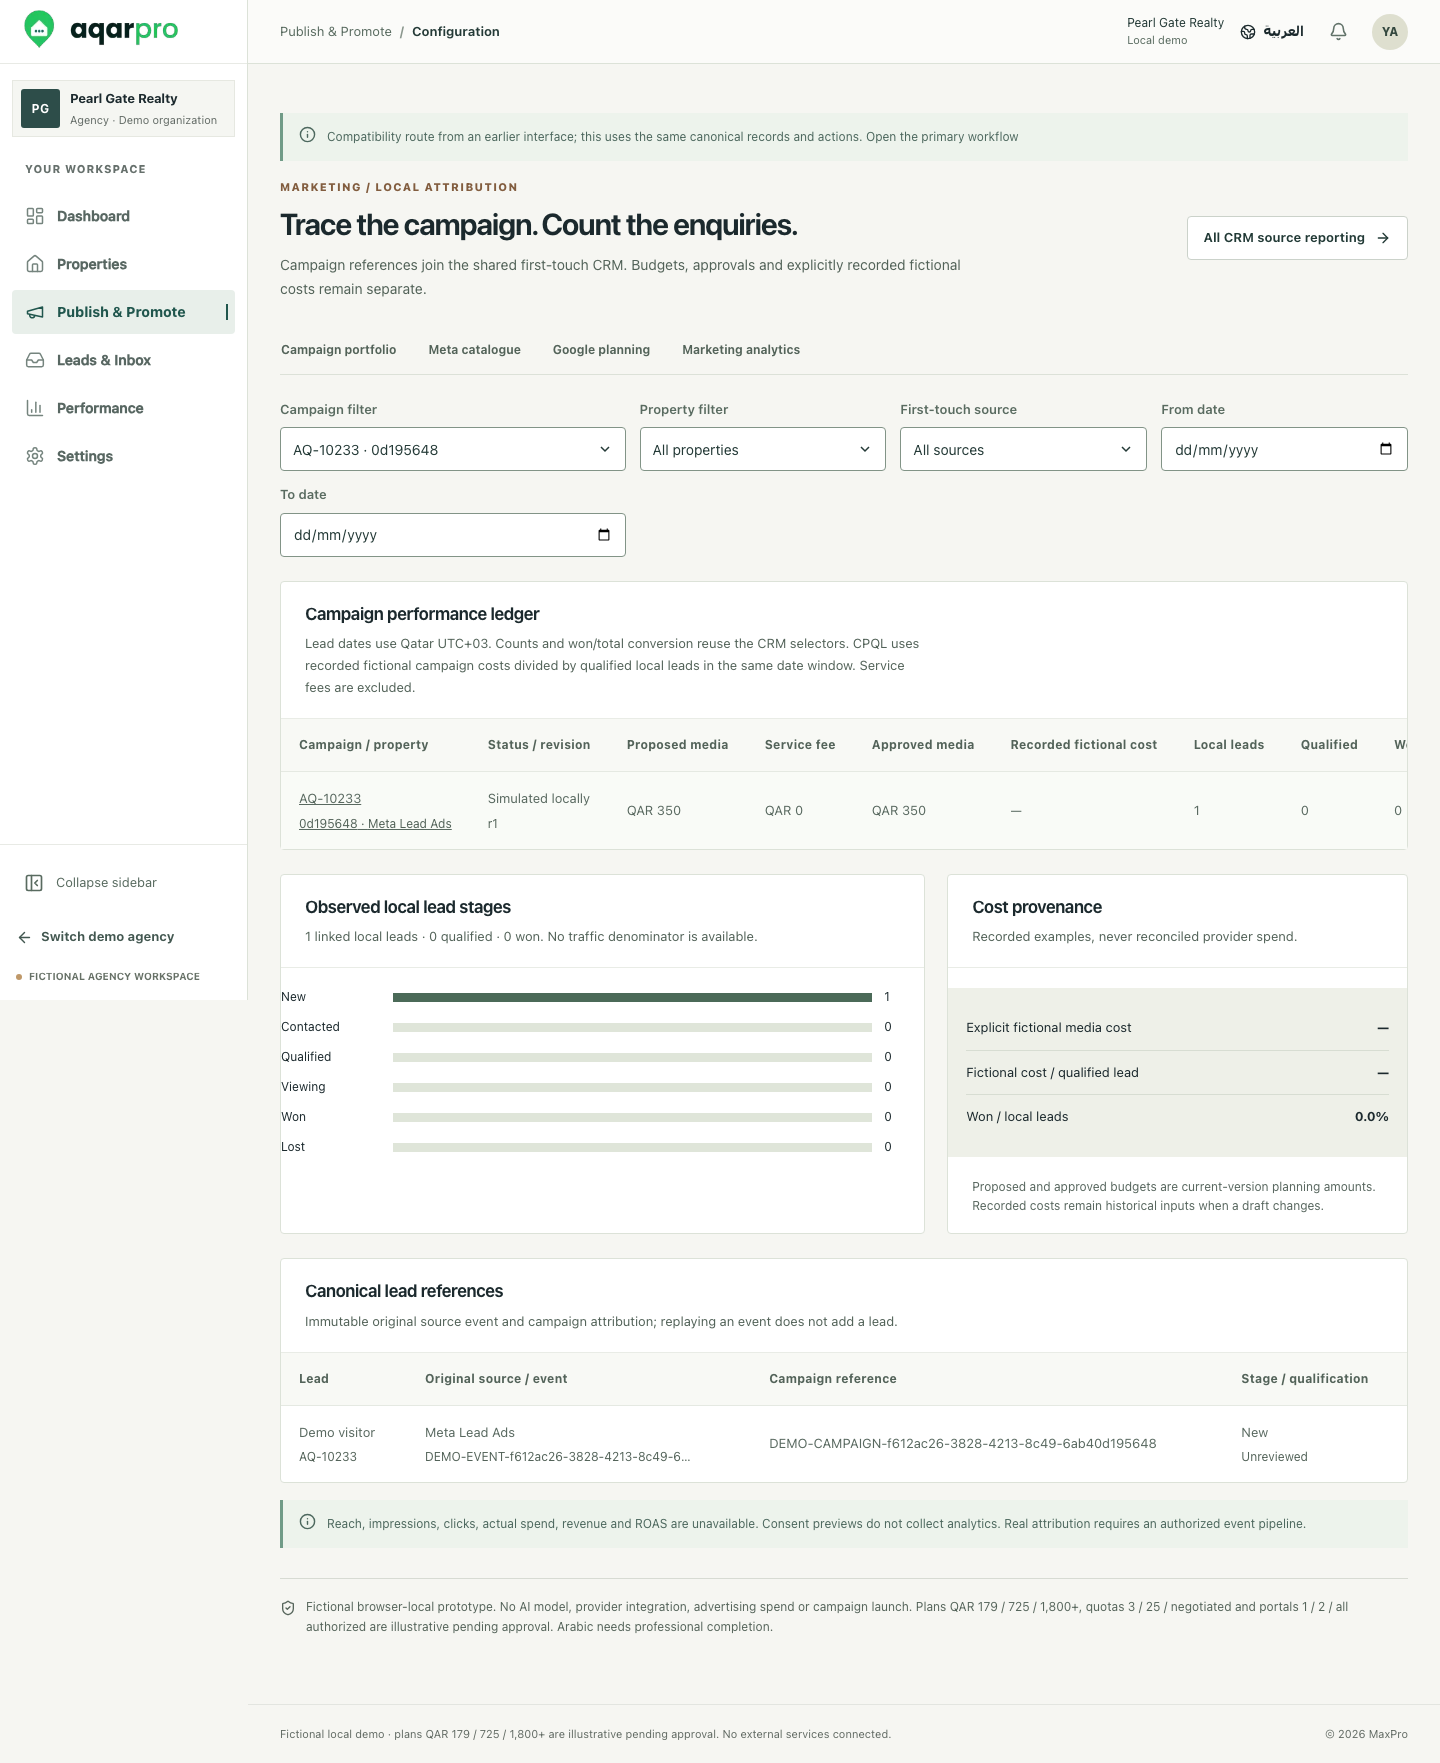 aqarpro
Publish & Promote / Configuration
Pearl Gate Realty
Local demo
العربية
YA
PG
Pearl Gate Realty
Agency · Demo organization
YOUR WORKSPACE
Dashboard
Properties
Publish & Promote
Leads & Inbox
Performance
Settings
Collapse sidebar
Switch demo agency
FICTIONAL AGENCY WORKSPACE
Compatibility route from an earlier interface; this uses the same canonical records and actions. Open the primary workflow
MARKETING / LOCAL ATTRIBUTION
Trace the campaign. Count the enquiries.
Campaign references join the shared first-touch CRM. Budgets, approvals and explicitly recorded fictional
costs remain separate.
All CRM source reporting
Campaign portfolio Meta catalogue Google planning Marketing analytics
Campaign filter Property filter First-touch source From date
AQ-10233 · 0d195648 All properties All sources dd/mm/yyyy
To date
dd/mm/yyyy
Campaign performance ledger
Lead dates use Qatar UTC+03. Counts and won/total conversion reuse the CRM selectors. CPQL uses
recorded fictional campaign costs divided by qualified local leads in the same date window. Service
fees are excluded.
Campaign / property Status / revision Proposed media Service fee Approved media Recorded fictional cost Local leads Qualified
AQ-10233 Simulated locally QAR 350 QAR 0 QAR 350 — 1 0 0
0d195648 · Meta Lead Ads r1
Observed local lead stages
1 linked local leads · 0 qualified · 0 won. No traffic denominator is available.
New 1
Contacted 0
Qualified 0
Viewing 0
Won 0
Lost 0
Cost provenance
Recorded examples, never reconciled provider spend.
Explicit fictional media cost —
Fictional cost / qualified lead —
Won / local leads 0.0%
Proposed and approved budgets are current-version planning amounts.
Recorded costs remain historical inputs when a draft changes.
Canonical lead references
Immutable original source event and campaign attribution; replaying an event does not add a lead.
Lead Original source / event Campaign reference Stage / qualification
Demo visitor Meta Lead Ads DEMO-CAMPAIGN-f612ac26-3828-4213-8c49-6ab40d195648 New
AQ-10233 DEMO-EVENT-f612ac26-3828-4213-8c49-6... Unreviewed
Reach, impressions, clicks, actual spend, revenue and ROAS are unavailable. Consent previews do not collect analytics. Real attribution requires an authorized event pipeline.
Fictional browser-local prototype. No AI model, provider integration, advertising spend or campaign launch. Plans QAR 179 / 725 / 1,800+, quotas 3 / 25 / negotiated and portals 1 / 2 / all
authorized are illustrative pending approval. Arabic needs professional completion.
Fictional local demo · plans QAR 179 / 725 / 1,800+ are illustrative pending approval. No external services connected.
© 2026 MaxPro